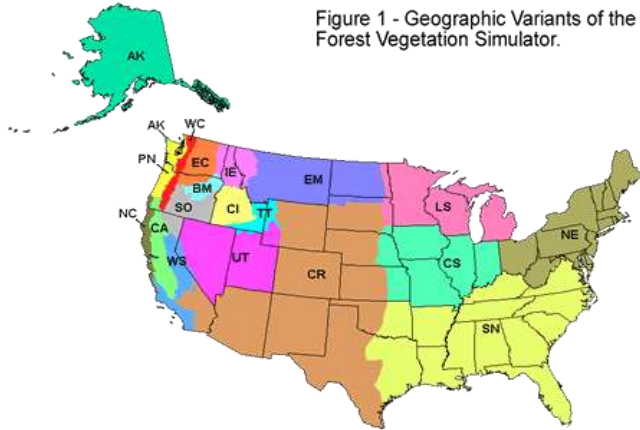 Figure 1 - Geographic Variants of the
Forest Vegetation Simulator.
AK
AK
WC
PN
EC
IE
EM
BM
SO
CI
TT
LS
NC
CA
WS
UT
CR
CS
NE
SN